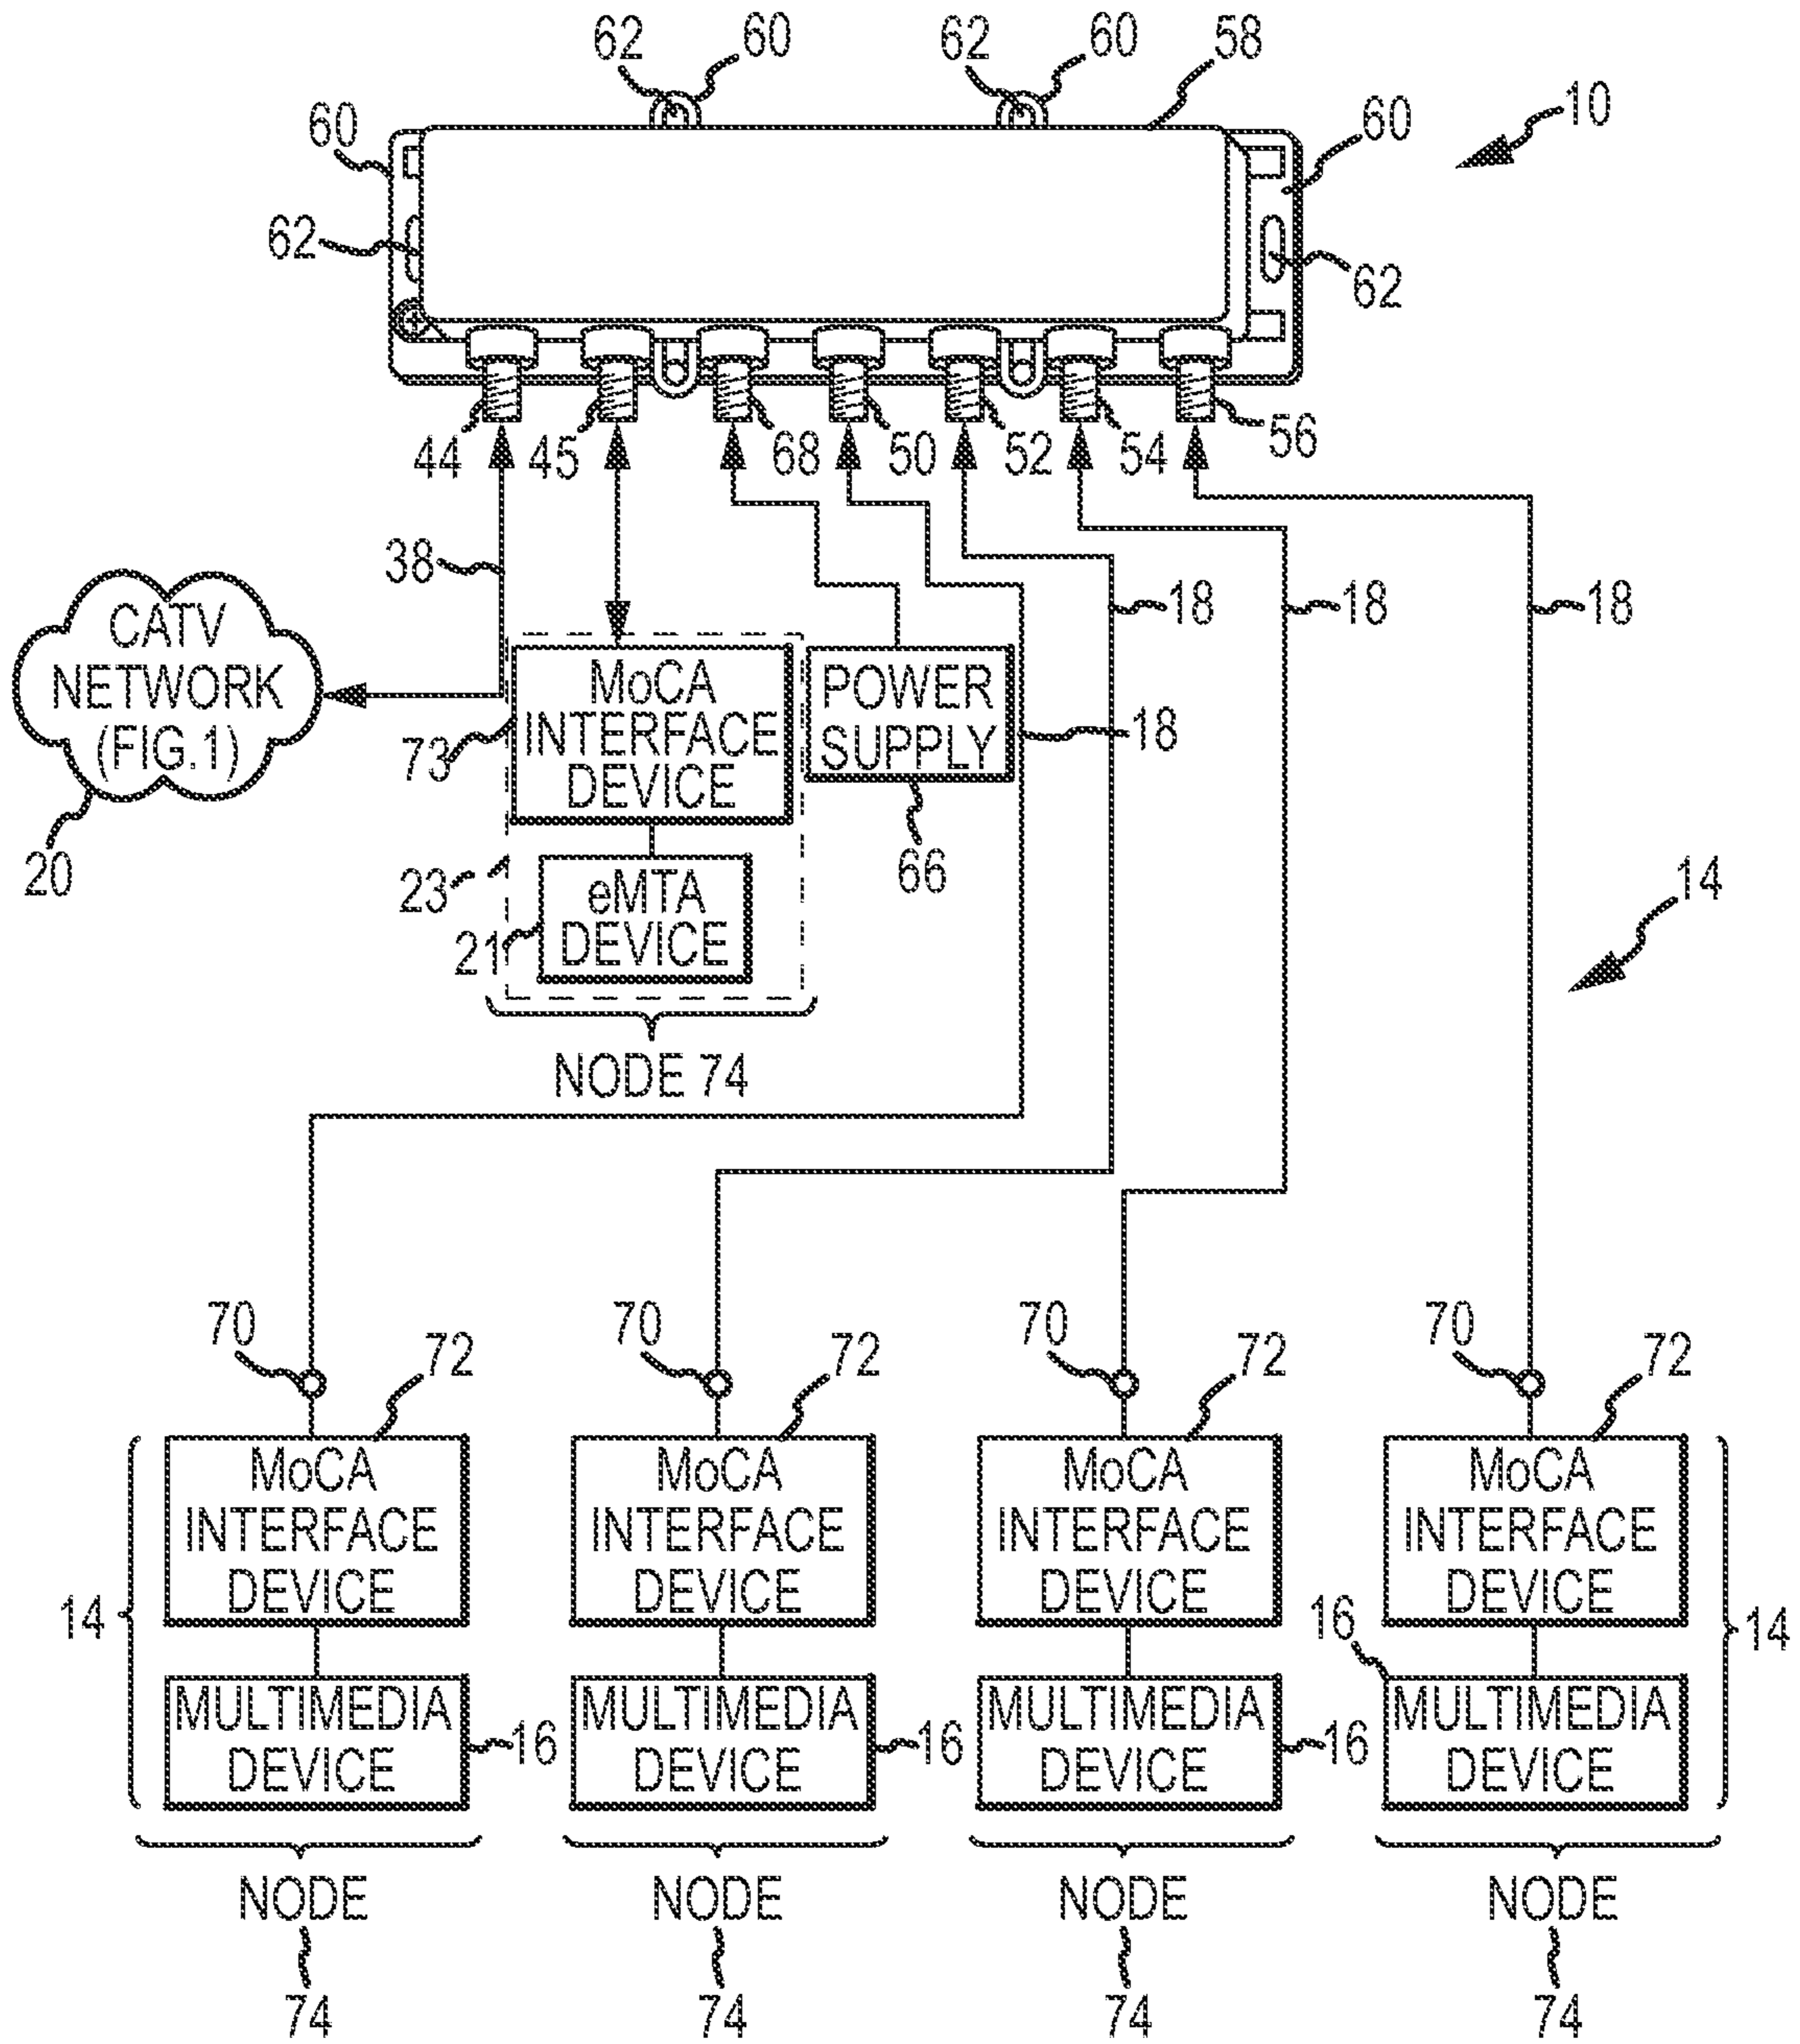 62 60 62 60 58
10
60 60
62 62
44 45 68 50 52 54 56
38
18 18 18
CATV
NETWORK
(FIG.1)
20
MoCA
INTERFACE
DEVICE
73
POWER
SUPPLY
18
66
23
eMTA
DEVICE
21
14
NODE 74
70 72 70 72 70 72 70 72
MoCA
INTERFACE
DEVICE
MoCA
INTERFACE
DEVICE
MoCA
INTERFACE
DEVICE
MoCA
INTERFACE
DEVICE
14 14
MULTIMEDIA
DEVICE
16
MULTIMEDIA
DEVICE
16
MULTIMEDIA
DEVICE
16
16
MULTIMEDIA
DEVICE
NODE NODE NODE NODE
74 74 74 74